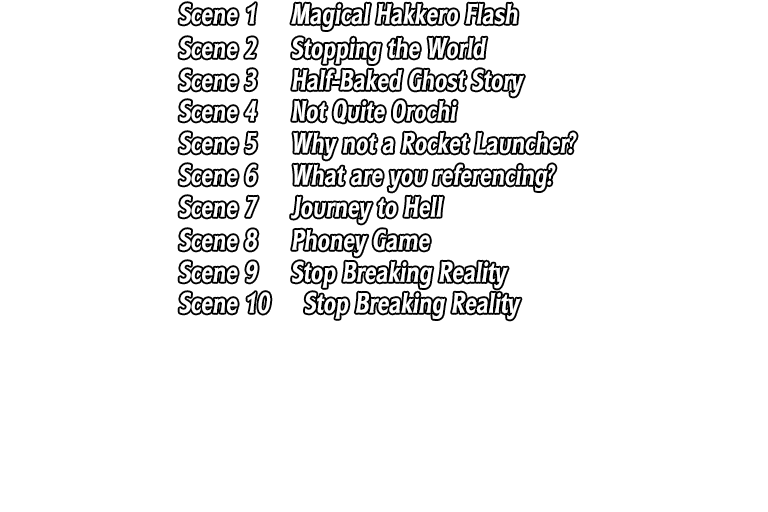 Scene 1 Magical Hakkero Flash
Scene 2 Stopping the World
Scene 3 Half-Baked Ghost Story
Scene 4 Not Quite Orochi
Scene 5 Why not a Rocket Launcher?
Scene 6 What are you referencing?
Scene 7 Journey to Hell
Scene 8 Phoney Game
Scene 9 Stop Breaking Reality
Scene 10 Stop Breaking Reality